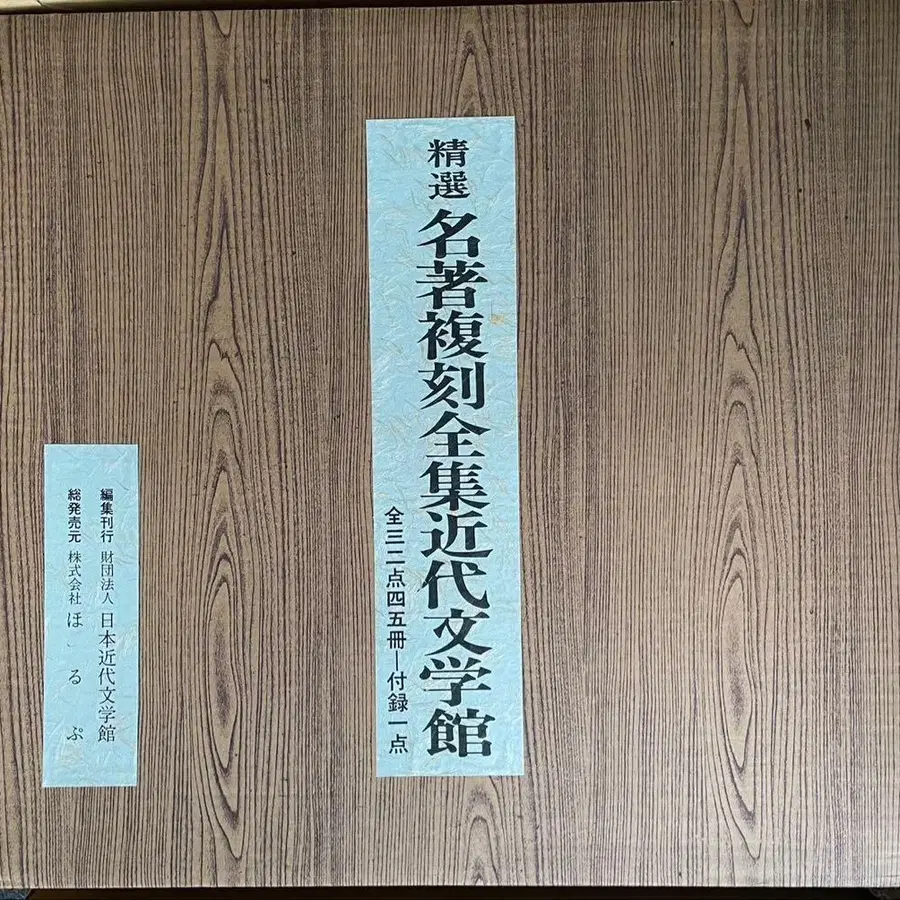 精選 名著複刻全集近代文学館
全三二点四五冊―付録一点
編集刊行 財団法人 日本近代文学館
総発売元 株式会社 ほるぷ